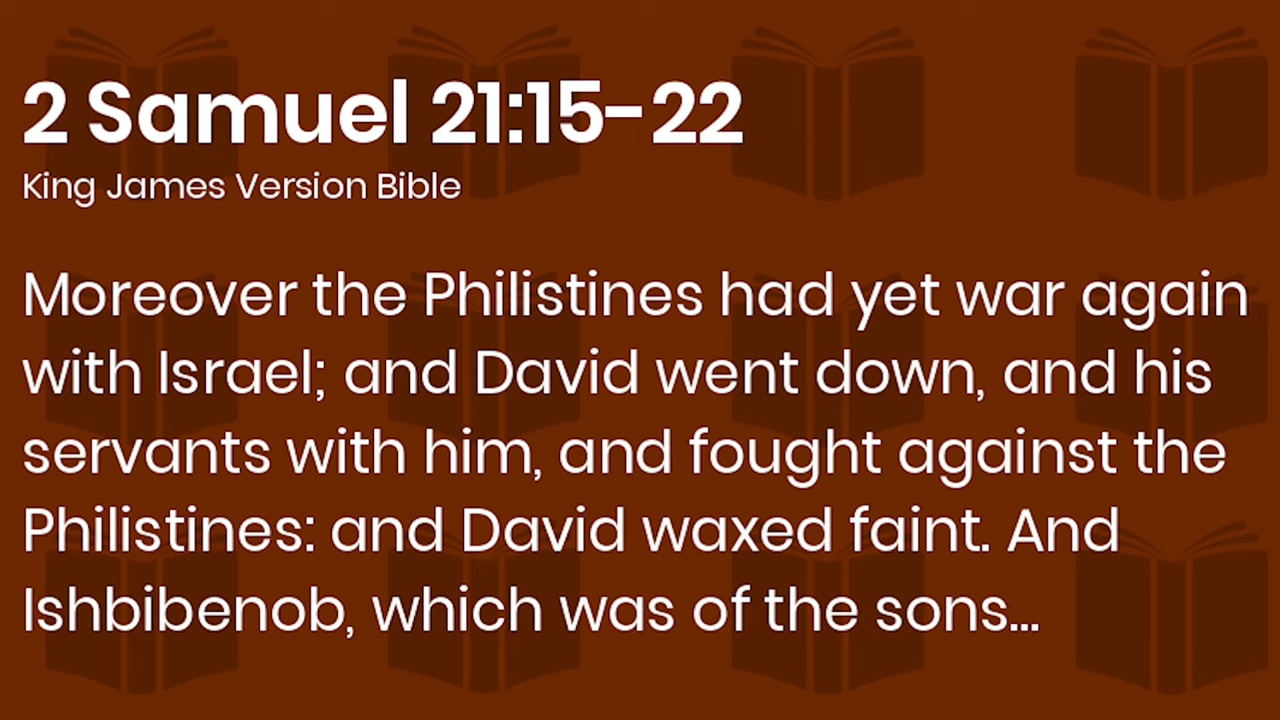 2 Samuel 21:15-22
King James Version Bible
Moreover the Philistines had yet war again
with Israel; and David went down, and his
servants with him, and fought against the
Philistines: and David waxed faint. And
Ishbibenob, which was of the sons...